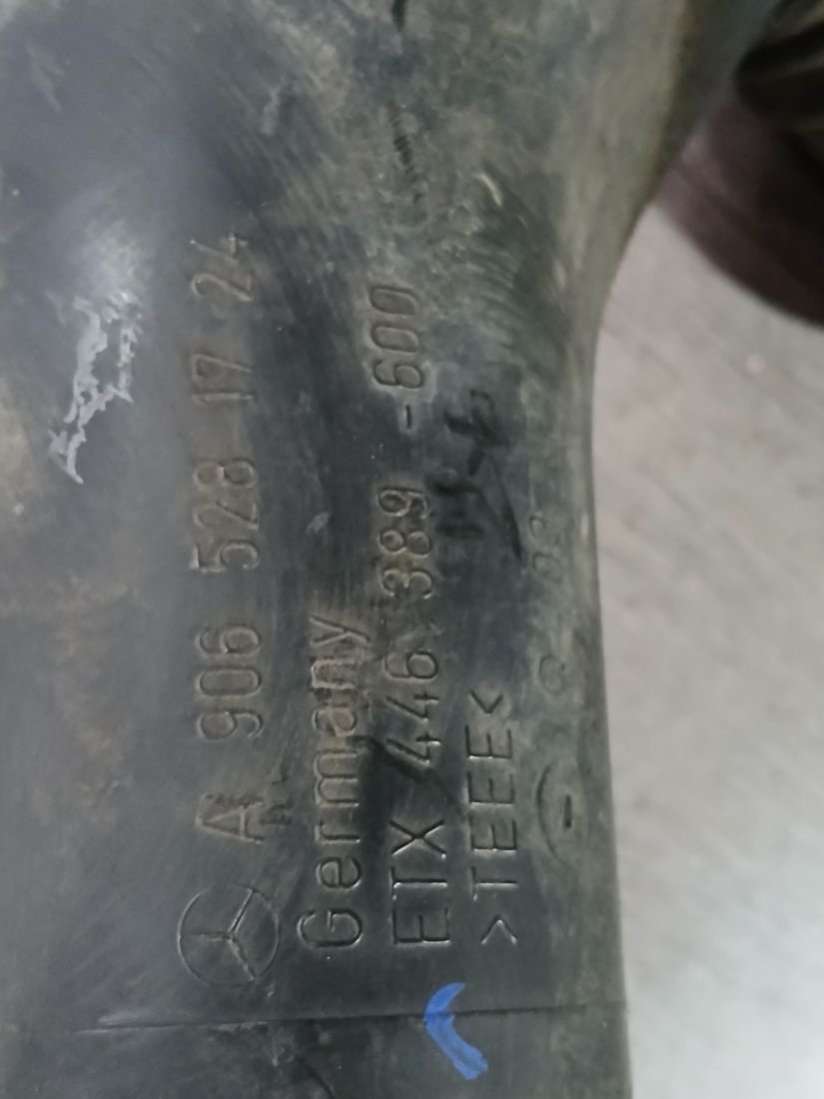 A 906 528 17 24
Germany
ETX 446 389 -600
>TEEE<